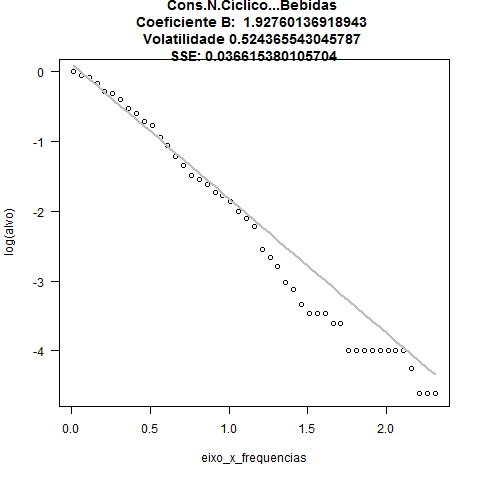 Cons.N.Ciclico...Bebidas
Coeficiente B:  1.92760136918943
Volatilidade 0.524365543045787
SSE: 0.036615380105704
0
-1
-2
-3
-4
log(alvo)
0.0 0.5 1.0 1.5 2.0
eixo_x_frequencias